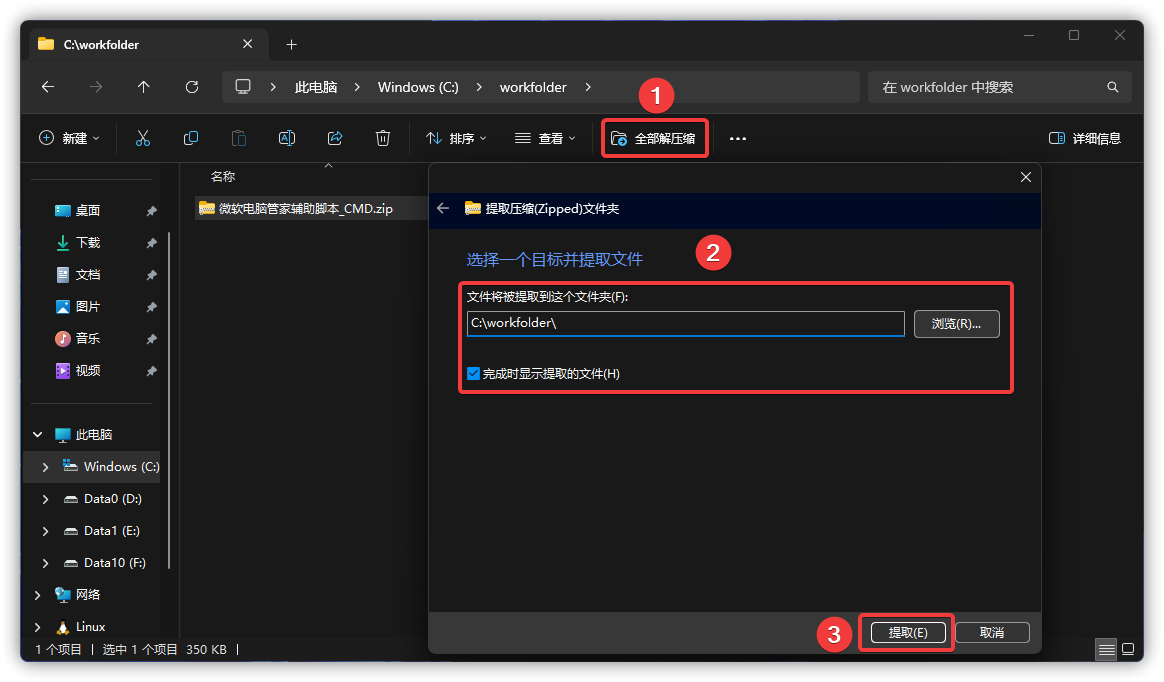 C:\workfolder
此电脑 Windows (C:) workfolder
在 workfolder 中搜索
1
新建
排序
查看
全部解压缩
详细信息
名称
微软电脑管家辅助脚本_CMD.zip
桌面
下载
文档
图片
音乐
视频
此电脑
Windows (C:)
Data0 (D:)
Data1 (E:)
Data10 (F:)
网络
Linux
提取压缩(Zipped)文件夹
选择一个目标并提取文件
2
文件将被提取到这个文件夹(F):
C:\workfolder\
浏览(R)...
完成时显示提取的文件(H)
3
提取(E)
取消
1 个项目 选中 1 个项目 350 KB